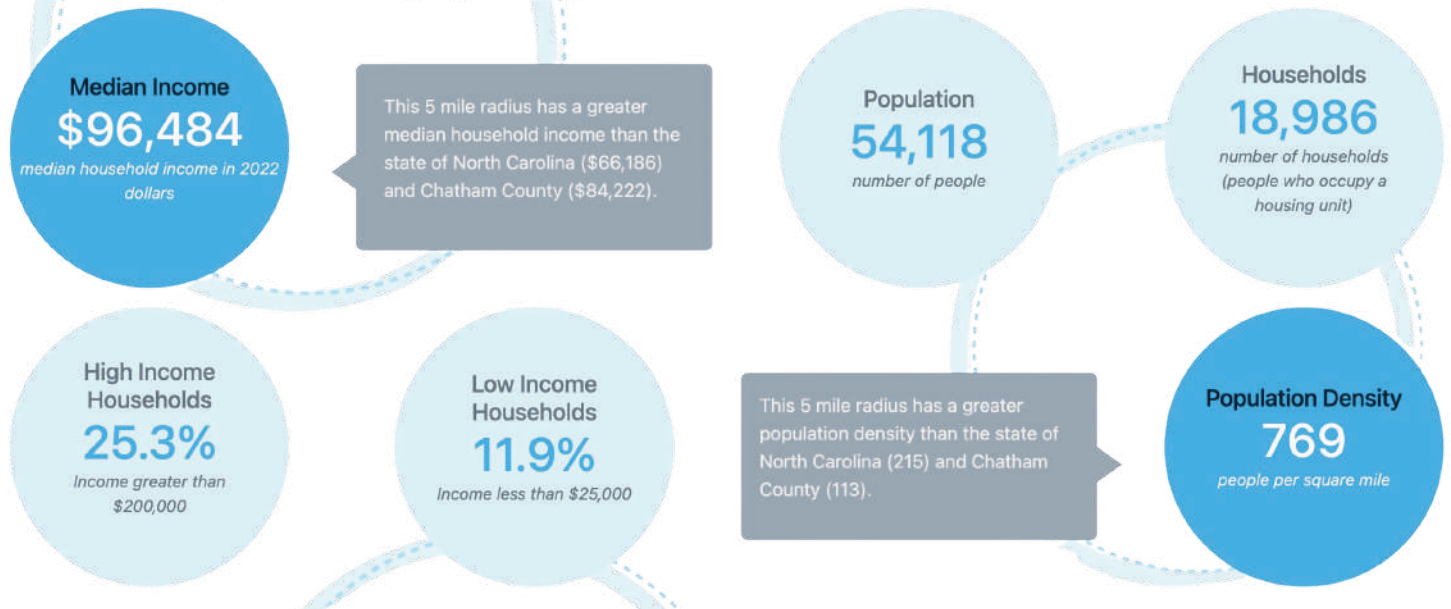 Median Income
$96,484
median household income in 2022
dollars
This 5 mile radius has a greater
median household income than the
state of North Carolina ($66,186)
and Chatham County ($84,222).
Population
54,118
number of people
Households
18,986
number of households
(people who occupy a
housing unit)
High Income
Households
25.3%
Income greater than
$200,000
Low Income
Households
11.9%
Income less than $25,000
This 5 mile radius has a greater
population density than the state of
North Carolina (215) and Chatham
County (113).
Population Density
769
people per square mile